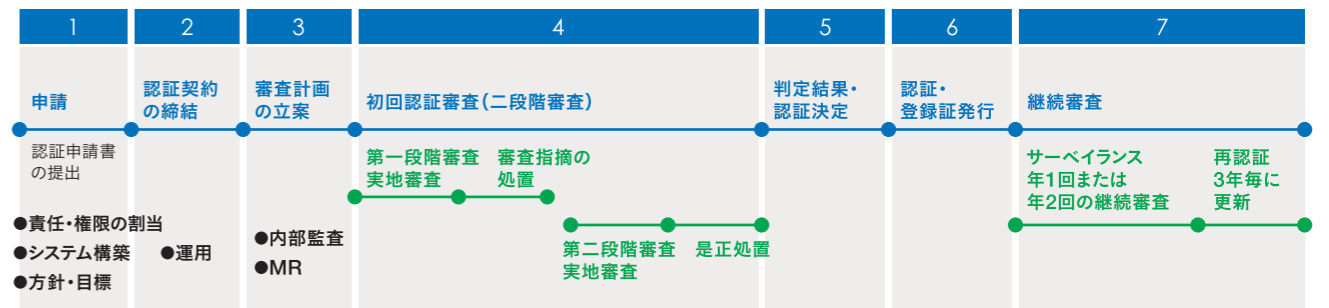 1
2
3
4
5
6
7
申請
認証契約
の締結
審査計画
の立案
初回認証審査(二段階審査)
判定結果・
認証決定
認証・
登録証発行
継続審査
認証申請書
の提出
●責任・権限の割当
●システム構築
●方針・目標
●運用
●内部監査
●MR
第一段階審査
実地審査
審査指摘の
処置
第二段階審査
実地審査
是正処置
サーベイランス
年1回または
年2回の継続審査
再認証
3年毎に
更新